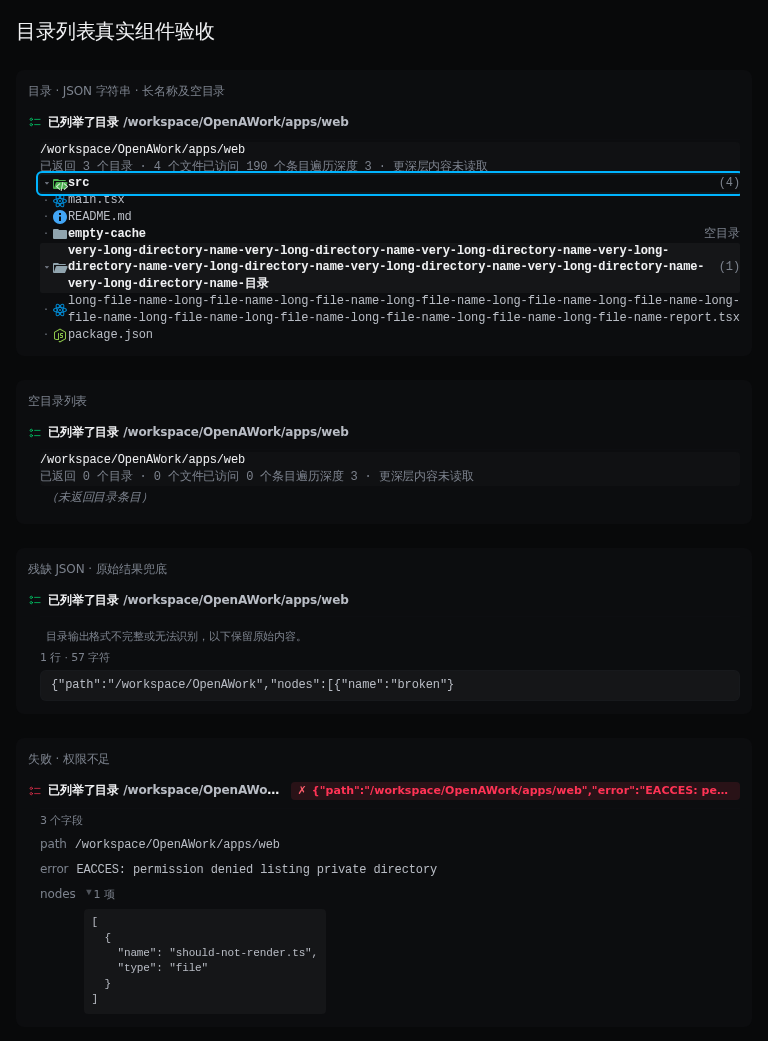 目录列表真实组件验收
目录 · JSON 字符串 · 长名称及空目录
已列举了目录 /workspace/OpenAWork/apps/web
/workspace/OpenAWork/apps/web
已返回 3 个目录 · 4 个文件已访问 190 个条目遍历深度 3 · 更深层内容未读取
src (4)
main.tsx
README.md
empty-cache 空目录
very-long-directory-name-very-long-directory-name-very-long-directory-name-very-long-
directory-name-very-long-directory-name-very-long-directory-name-very-long-directory-name- (1)
very-long-directory-name-目录
long-file-name-long-file-name-long-file-name-long-file-name-long-file-name-long-file-name-long-
file-name-long-file-name-long-file-name-long-file-name-long-file-name-long-file-name-report.tsx
package.json
空目录列表
已列举了目录 /workspace/OpenAWork/apps/web
/workspace/OpenAWork/apps/web
已返回 0 个目录 · 0 个文件已访问 0 个条目遍历深度 3 · 更深层内容未读取
（未返回目录条目）
残缺 JSON · 原始结果兜底
已列举了目录 /workspace/OpenAWork/apps/web
目录输出格式不完整或无法识别，以下保留原始内容。
1 行 · 57 字符
{"path":"/workspace/OpenAWork","nodes":[{"name":"broken"}
失败 · 权限不足
已列举了目录 /workspace/OpenAWo... ✗ {"path":"/workspace/OpenAWork/apps/web","error":"EACCES: pe...
3 个字段
path /workspace/OpenAWork/apps/web
error EACCES: permission denied listing private directory
nodes ▼1 项
[
{
"name": "should-not-render.ts",
"type": "file"
}
]